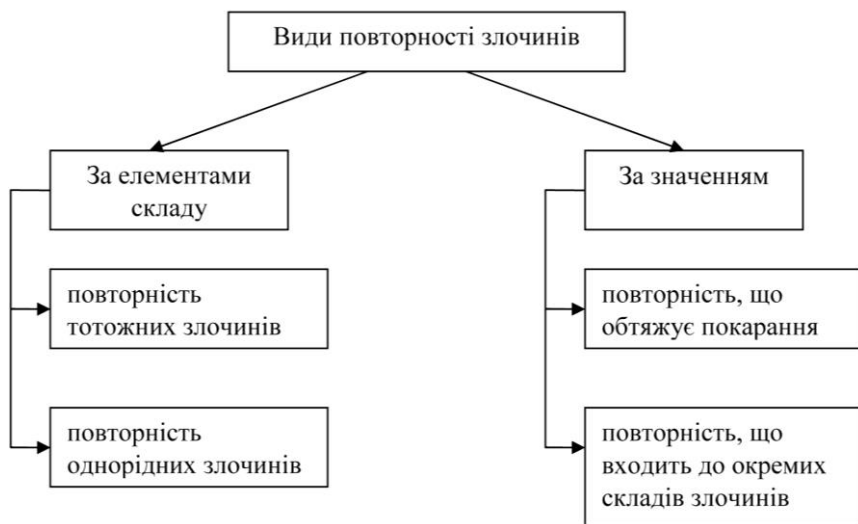 Види повторності злочинів
За елементами
складу
повторність
тотожних злочинів
повторність
однорідних злочинів
За значенням
повторність, що
обтяжує покарання
повторність, що
входить до окремих
складів злочинів